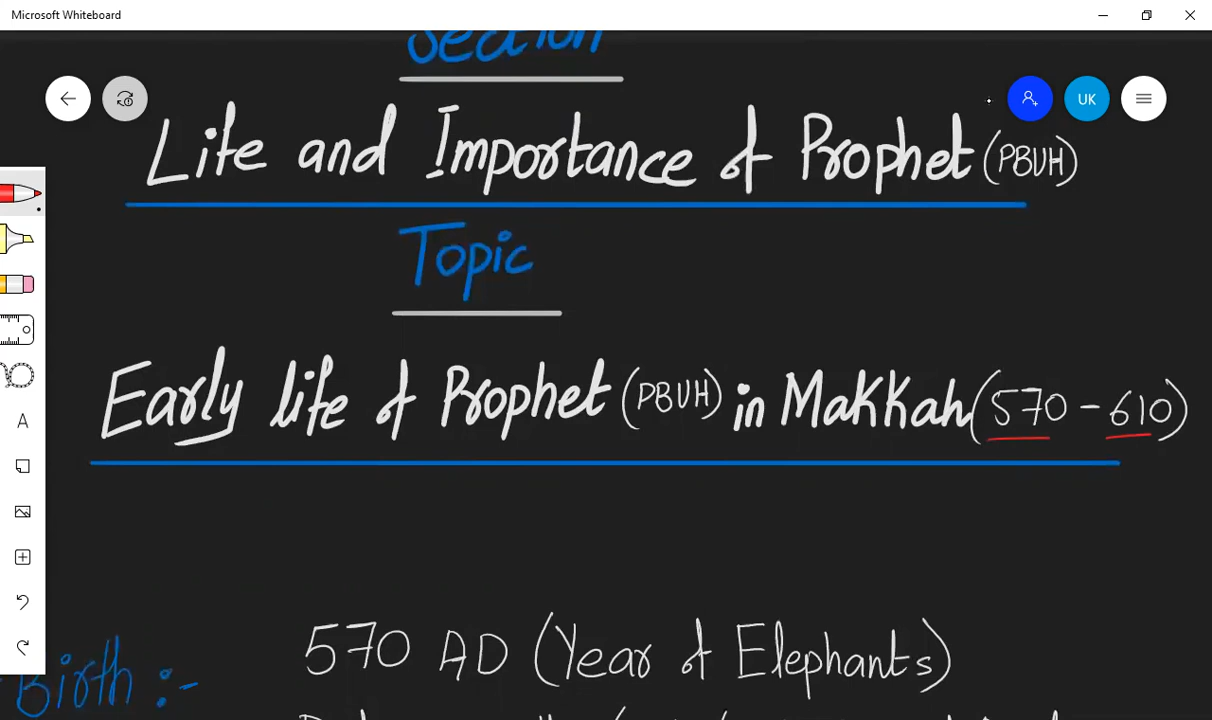 Microsoft Whiteboard
Section
UK
Life and Importance of Prophet (PBUH)
Topic
Early life of Prophet (PBUH) in Makkah (570 - 610)
A
570 AD (Year of Elephants)
Birth :-